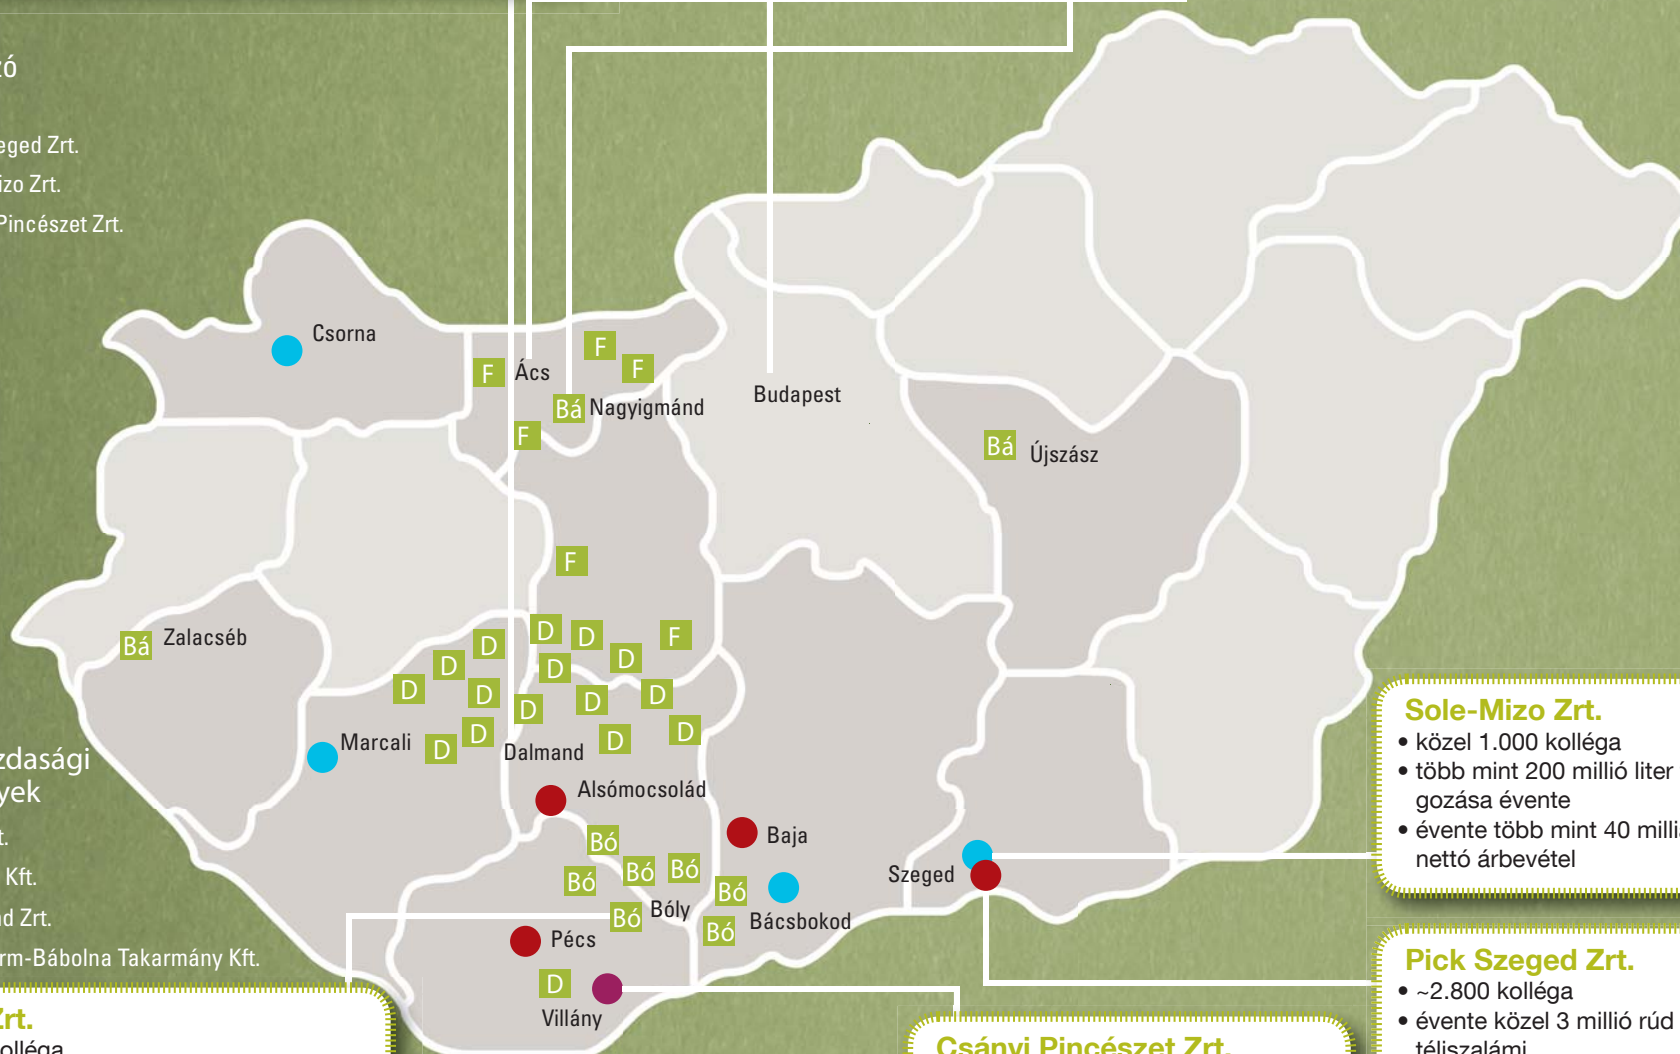 eged Zrt.
izo Zrt.
Pincészet Zrt.
Csorna
F
F
F
Ács
Budapest
Bá Nagyigmánd
F
Bá Újszász
F
D
D
D
F
Bá Zalacséb
D
D
D
D
D
D
D
D
D
D
D
D
D
Marcali
Dalmand
Alsómocsolád
Baja
Bó
Bó
Bó
Bó
Bó
Szeged
Bó Bóly
Bó
Bácsbokod
Pécs
D
Villány
zdasági
yek
t.
Kft.
d Zrt.
rm-Bábolna Takarmány Kft.
Zrt.
olléga
Csányi Pincészet Zrt.
Sole-Mizo Zrt.
• közel 1.000 kolléga
• több mint 200 millió liter
gozása évente
• évente több mint 40 milli
nettó árbevétel
Pick Szeged Zrt.
• ~2.800 kolléga
• évente közel 3 millió rúd
téliszalámi